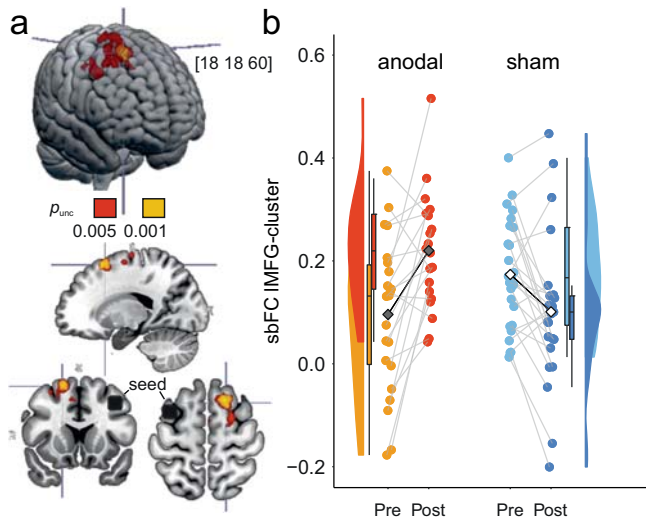 a
[18 18 60]
p unc
0.005 0.001
seed
b
anodal sham
sbFC lMFG-cluster
0.6
0.4
0.2
0.0
−0.2
Pre Post Pre Post